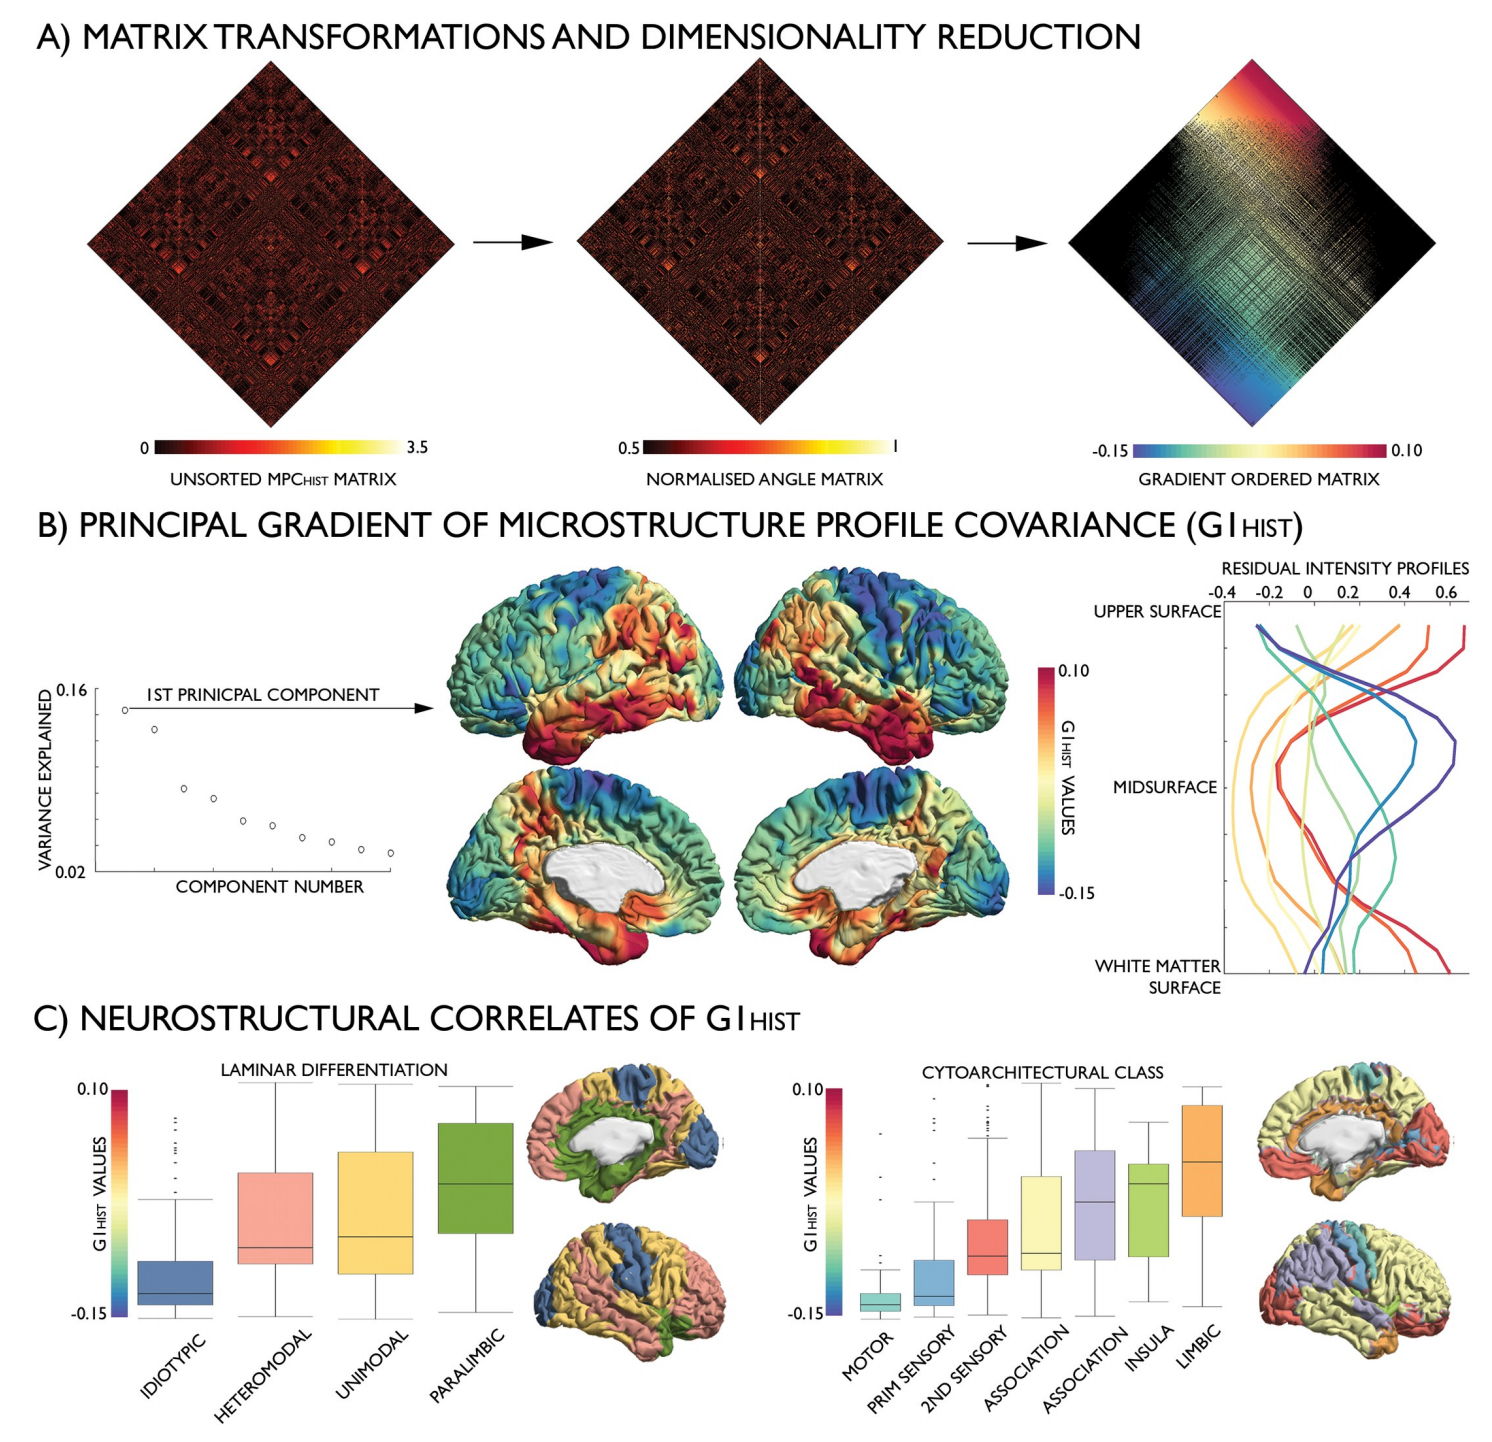 A) MATRIX TRANSFORMATIONS AND DIMENSIONALITY REDUCTION
0 3.5
UNSORTED MPCHIST MATRIX
0.5 1
NORMALISED ANGLE MATRIX
-0.15 0.10
GRADIENT ORDERED MATRIX
B) PRINCIPAL GRADIENT OF MICROSTRUCTURE PROFILE COVARIANCE (G1HIST)
0.16
VARIANCE EXPLAINED
0.02
1ST PRINICPAL COMPONENT
COMPONENT NUMBER
0.10
G1HIST VALUES
-0.15
RESIDUAL INTENSITY PROFILES
-0.4 -0.2 0 0.2 0.4 0.6
UPPER SURFACE
MIDSURFACE
WHITE MATTER
SURFACE
C) NEUROSTRUCTURAL CORRELATES OF G1HIST
LAMINAR DIFFERENTIATION
0.10
G1HIST VALUES
-0.15
IDIOTYPIC
HETEROMODAL
UNIMODAL
PARALIMBIC
CYTOARCHITECTURAL CLASS
0.10
G1HIST VALUES
-0.15
MOTOR
PRIM SENSORY
2ND SENSORY
ASSOCIATION
ASSOCIATION
INSULA
LIMBIC